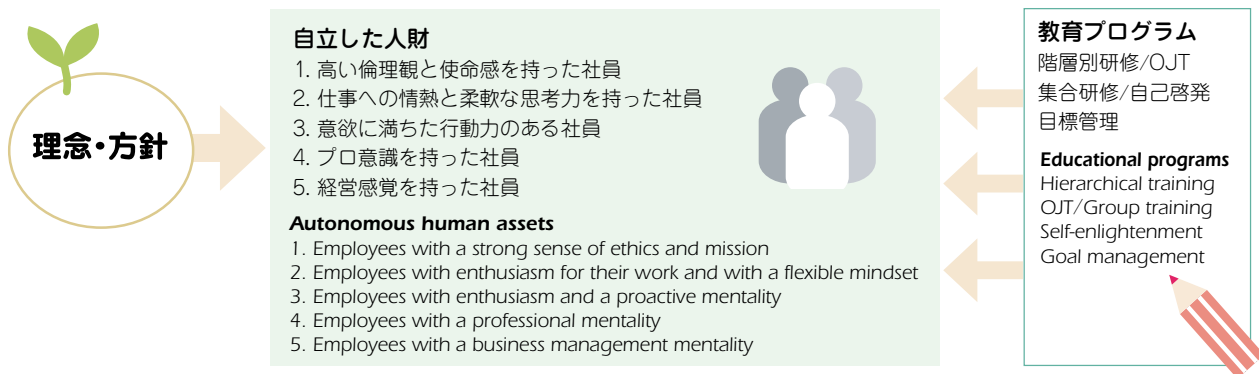 理念・方針
自立した人財
1. 高い倫理観と使命感を持った社員
2. 仕事への情熱と柔軟な思考力を持った社員
3. 意欲に満ちた行動力のある社員
4. プロ意識を持った社員
5. 経営感覚を持った社員
Autonomous human assets
1. Employees with a strong sense of ethics and mission
2. Employees with enthusiasm for their work and with a flexible mindset
3. Employees with enthusiasm and a proactive mentality
4. Employees with a professional mentality
5. Employees with a business management mentality
教育プログラム
階層別研修/OJT
集合研修/自己啓発
目標管理
Educational programs
Hierarchical training
OJT/Group training
Self-enlightenment
Goal management